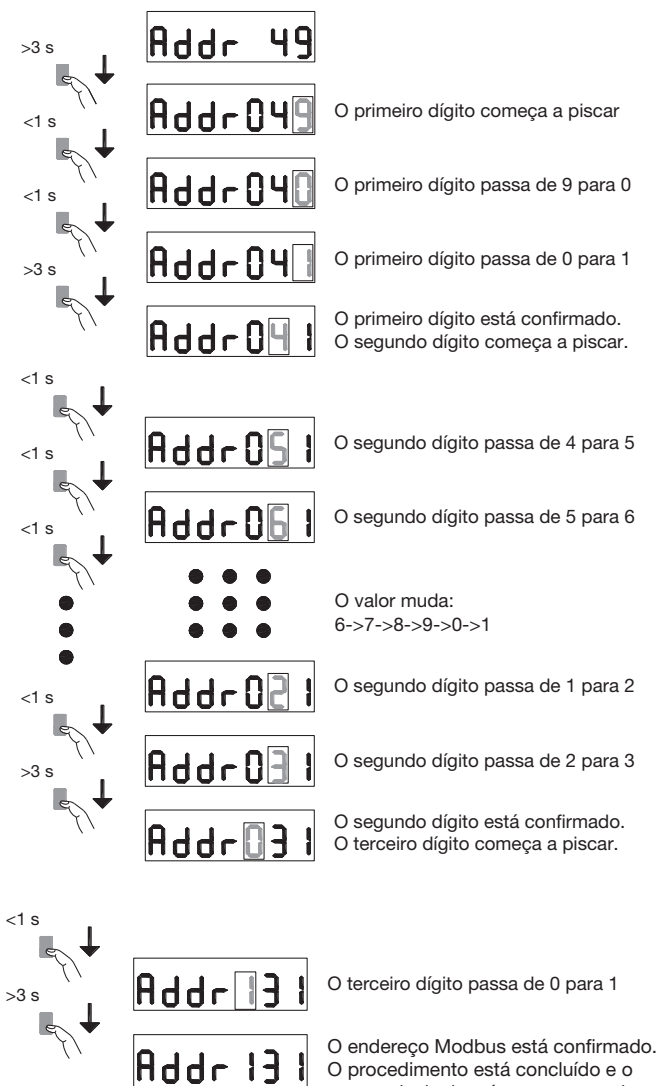 Addr 49
>3 s
Addr049
O primeiro dígito começa a piscar
<1 s
Addr040
O primeiro dígito passa de 9 para 0
<1 s
Addr041
O primeiro dígito passa de 0 para 1
>3 s
Addr041
O primeiro dígito está confirmado.
O segundo dígito começa a piscar.
<1 s
Addr051
O segundo dígito passa de 4 para 5
<1 s
Addr061
O segundo dígito passa de 5 para 6
<1 s
O valor muda:
6->7->8->9->0->1
Addr021
O segundo dígito passa de 1 para 2
<1 s
Addr031
O segundo dígito passa de 2 para 3
>3 s
Addr031
O segundo dígito está confirmado.
O terceiro dígito começa a piscar.
<1 s
Addr131
O terceiro dígito passa de 0 para 1
>3 s
Addr 131
O endereço Modbus está confirmado.
O procedimento está concluído e o